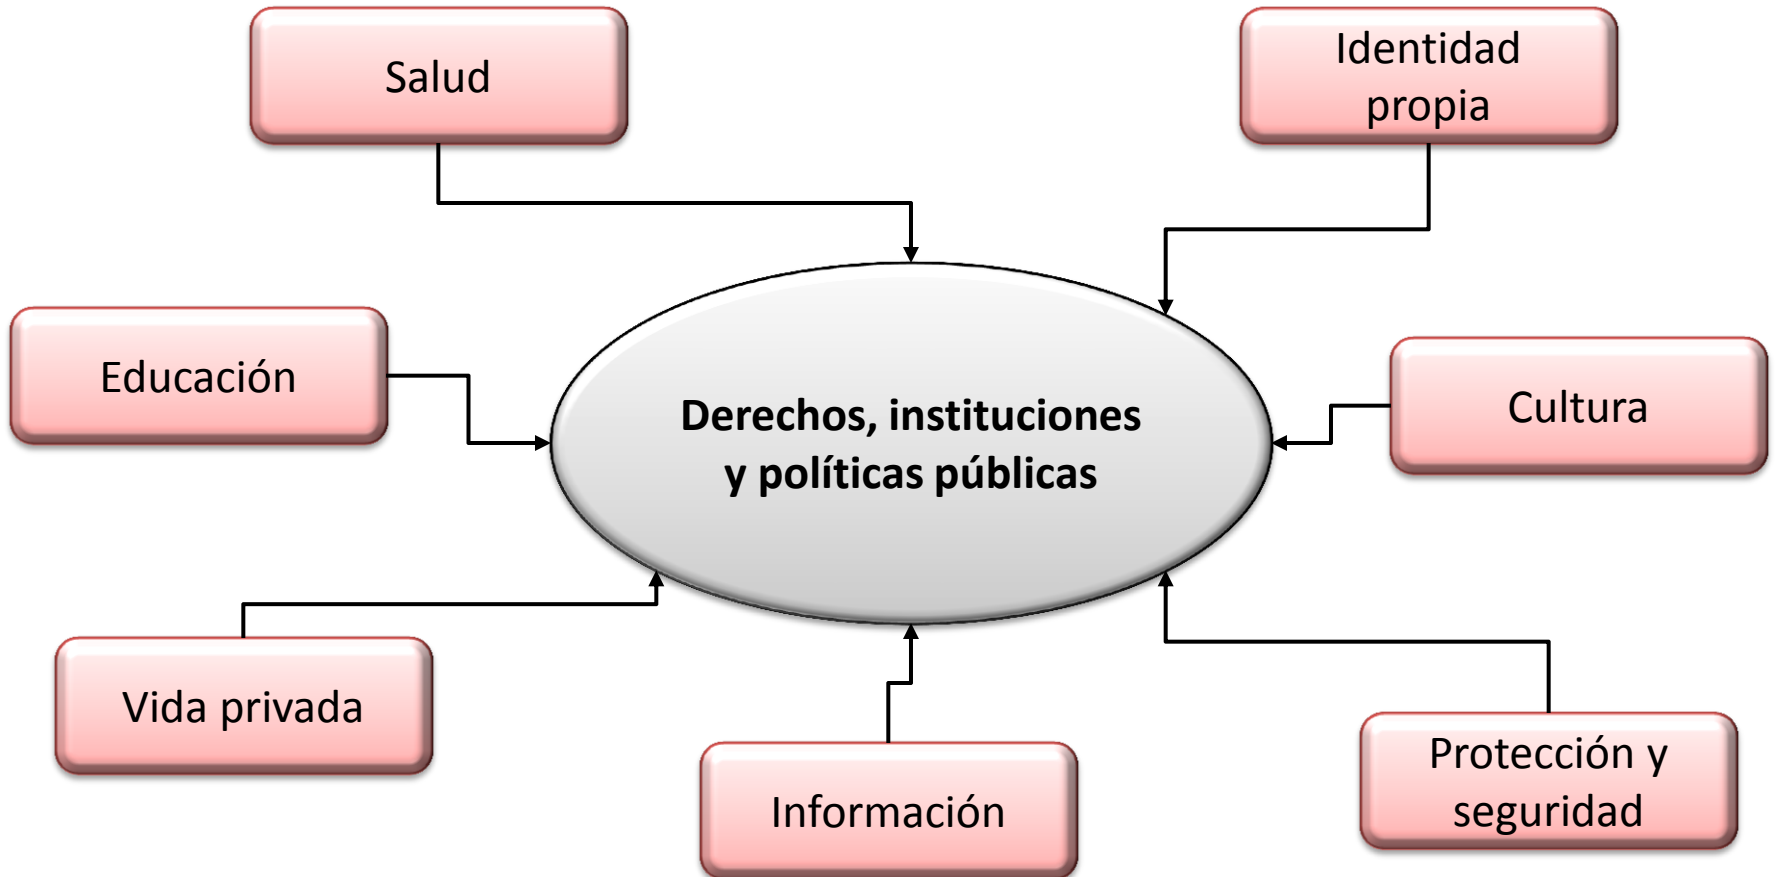 Salud
Identidad
propia
Educación
Derechos, instituciones
y políticas públicas
Cultura
Vida privada
Información
Protección y
seguridad